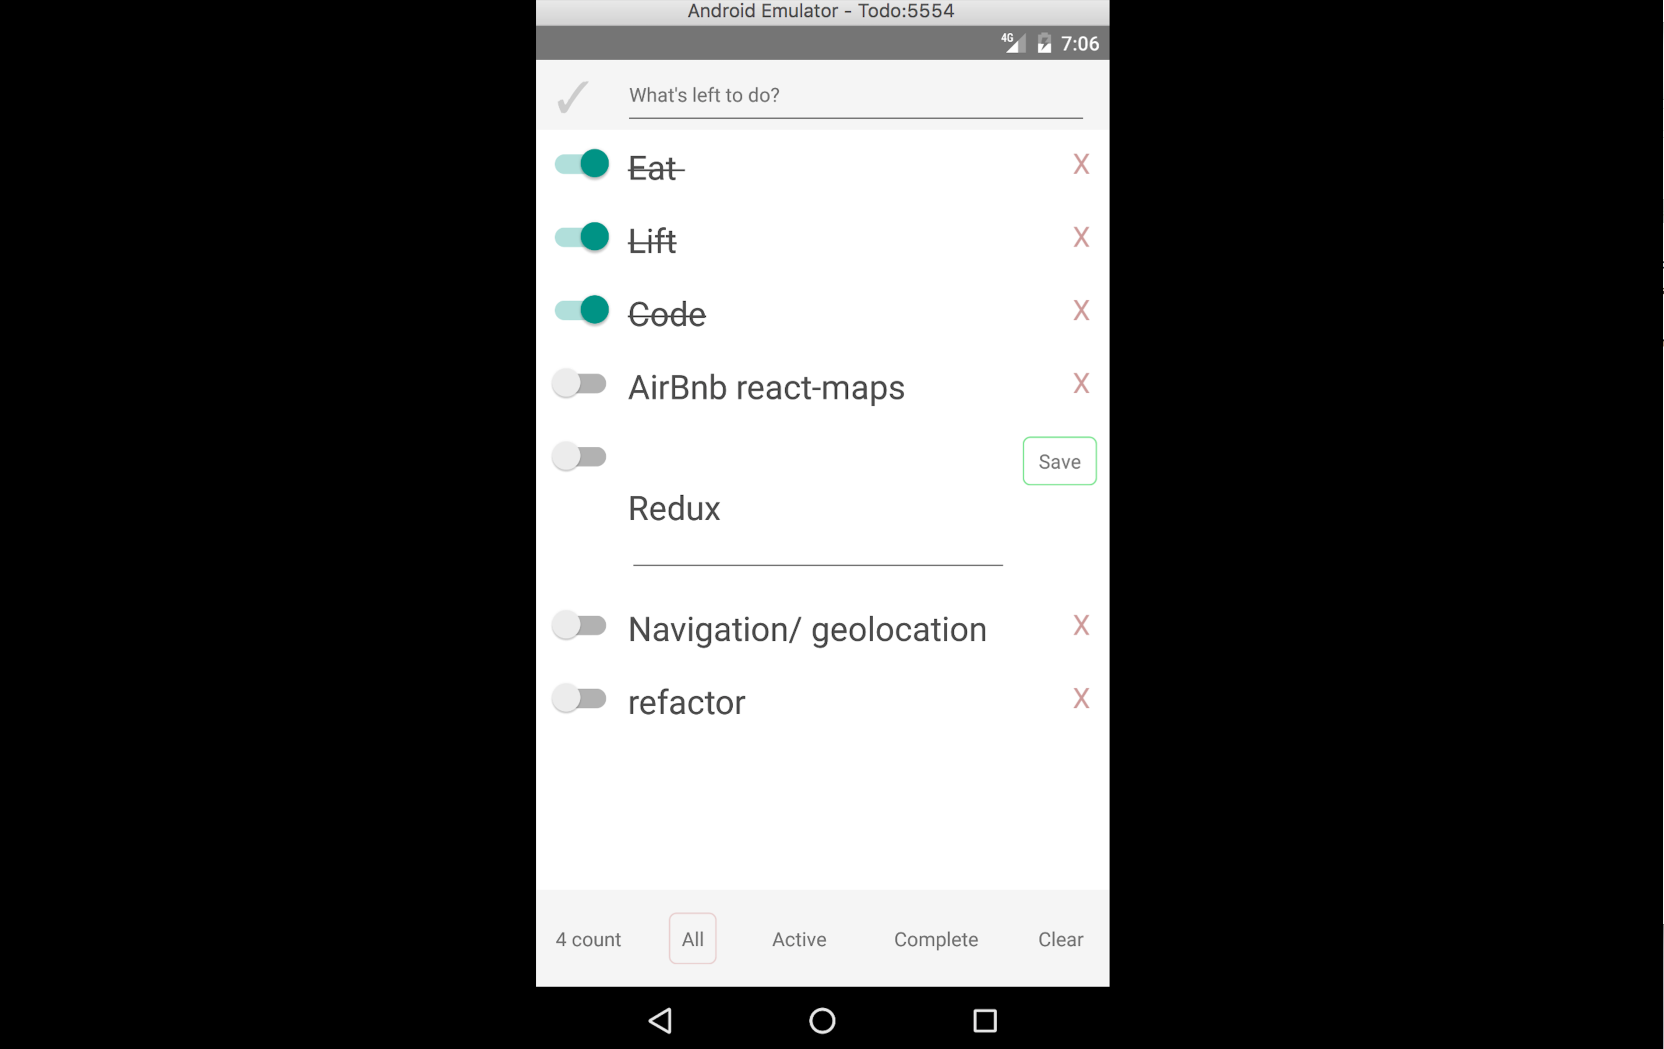 Android Emulator - Todo:5554
4G 7:06
What's left to do?
Eat X
Lift X
Code X
AirBnb react-maps X
Save
Redux
Navigation/ geolocation X
refactor X
4 count All Active Complete Clear